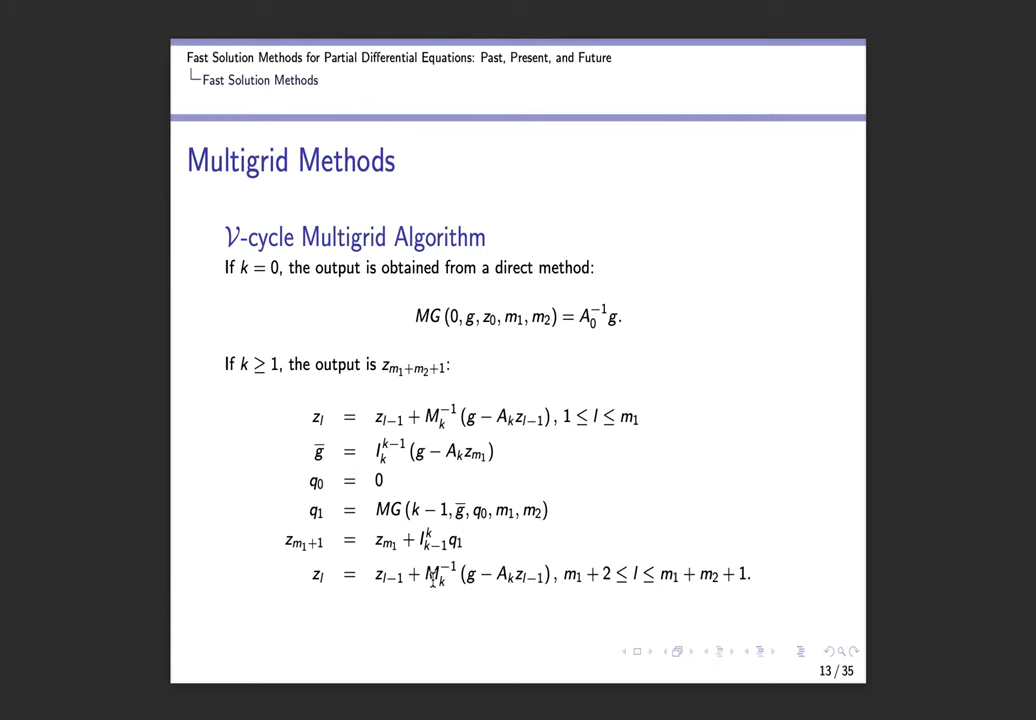 Fast Solution Methods for Partial Differential Equations: Past, Present, and Future
Fast Solution Methods
Multigrid Methods
𝒱-cycle Multigrid Algorithm
If k = 0, the output is obtained from a direct method:
MG (0, g, z₀, m₁, m₂) = A₀⁻¹g.
If k ≥ 1, the output is z_{m₁+m₂+1}:
z_l = z_{l−1} + M_k⁻¹ (g − A_k z_{l−1}) , 1 ≤ l ≤ m₁
g̅ = I_k^{k−1} (g − A_k z_{m₁})
q₀ = 0
q₁ = MG (k − 1, g̅, q₀, m₁, m₂)
z_{m₁+1} = z_{m₁} + I_{k−1}^k q₁
z_l = z_{l−1} + M_k⁻¹ (g − A_k z_{l−1}) , m₁ + 2 ≤ l ≤ m₁ + m₂ + 1.
13 / 35